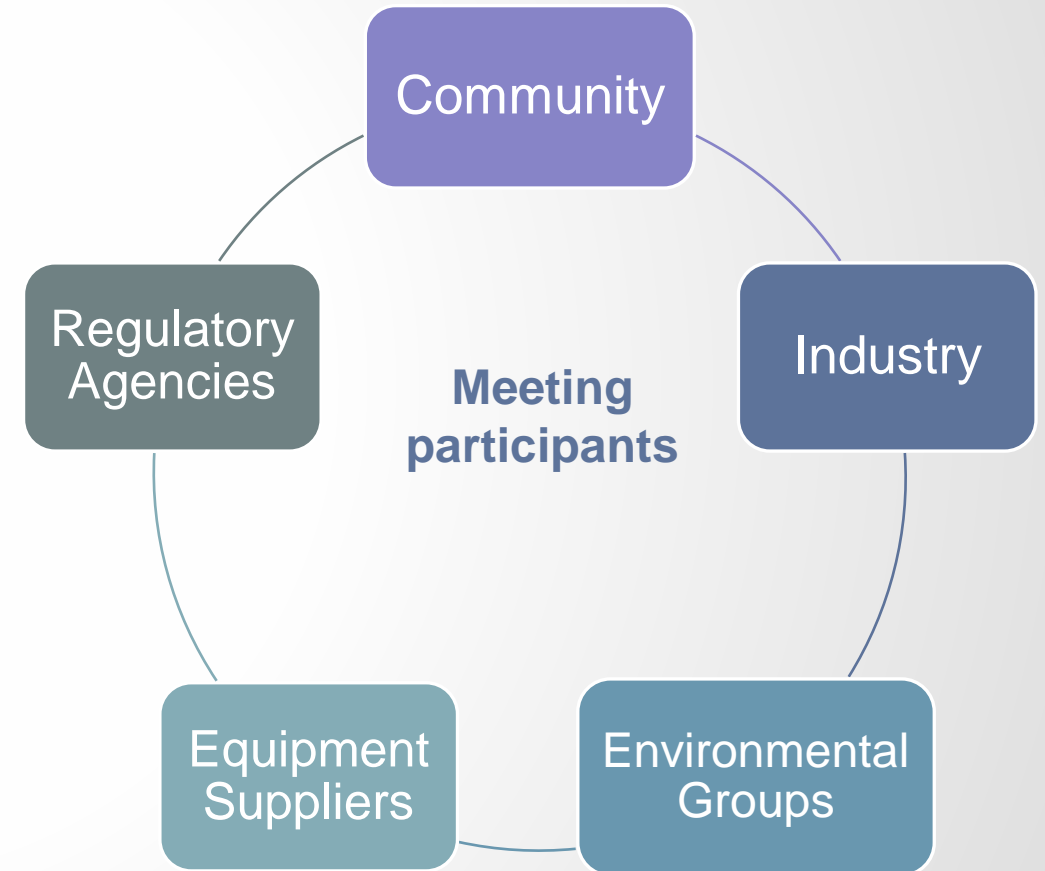 Community
Industry
Environmental
Groups
Equipment
Suppliers
Regulatory
Agencies
Meeting
participants